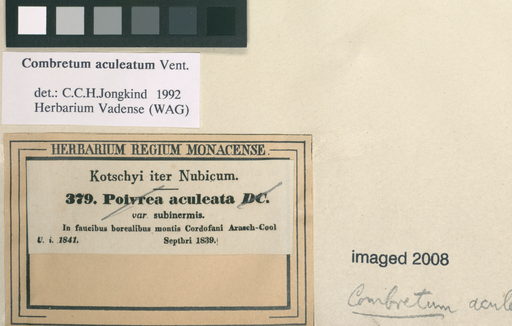 Combretum aculeatum Vent.
det.: C.C.H.Jongkind 1992
Herbarium Vadense (WAG)
HERBARIUM REGIUM MONACENSE.
Kotschyi iter Nubicum.
379. Poivrea aculeata DC.
var. subinermis.
In faucibus borealibus montis Cordofani Arasch-Cool
U. i. 1841. Septbri 1839.
imaged 2008
Combretum acule